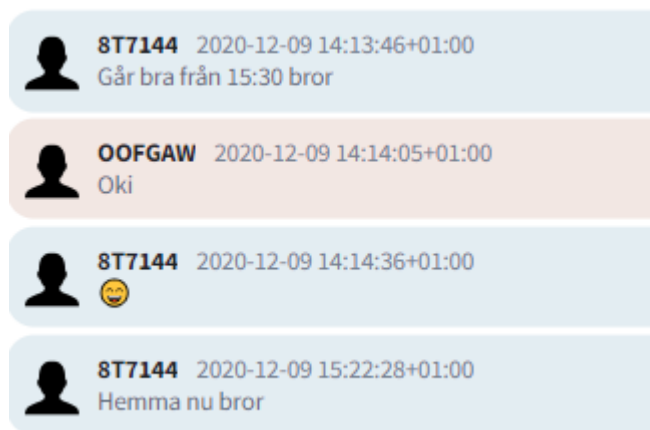 8T7144 2020-12-09 14:13:46+01:00
Går bra från 15:30 bror
OOFGAW 2020-12-09 14:14:05+01:00
Oki
8T7144 2020-12-09 14:14:36+01:00
😄
8T7144 2020-12-09 15:22:28+01:00
Hemma nu bror